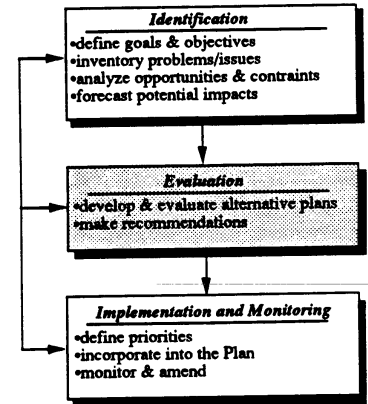 Identification
•define goals & objectives
•inventory problems/issues
•analyze opportunities & contraints
•forecast potential impacts
Evaluation
•develop & evaluate alternative plans
•make recommendations
Implementation and Monitoring
•define priorities
•incorporate into the Plan
•monitor & amend